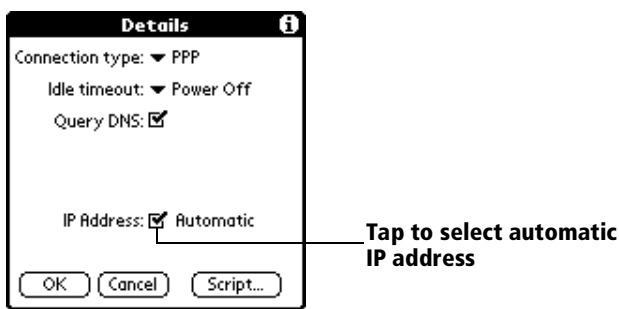 Details
Connection type: PPP
Idle timeout: Power Off
Query DNS:
IP Address: Automatic
Tap to select automatic
IP address
OK Cancel Script...